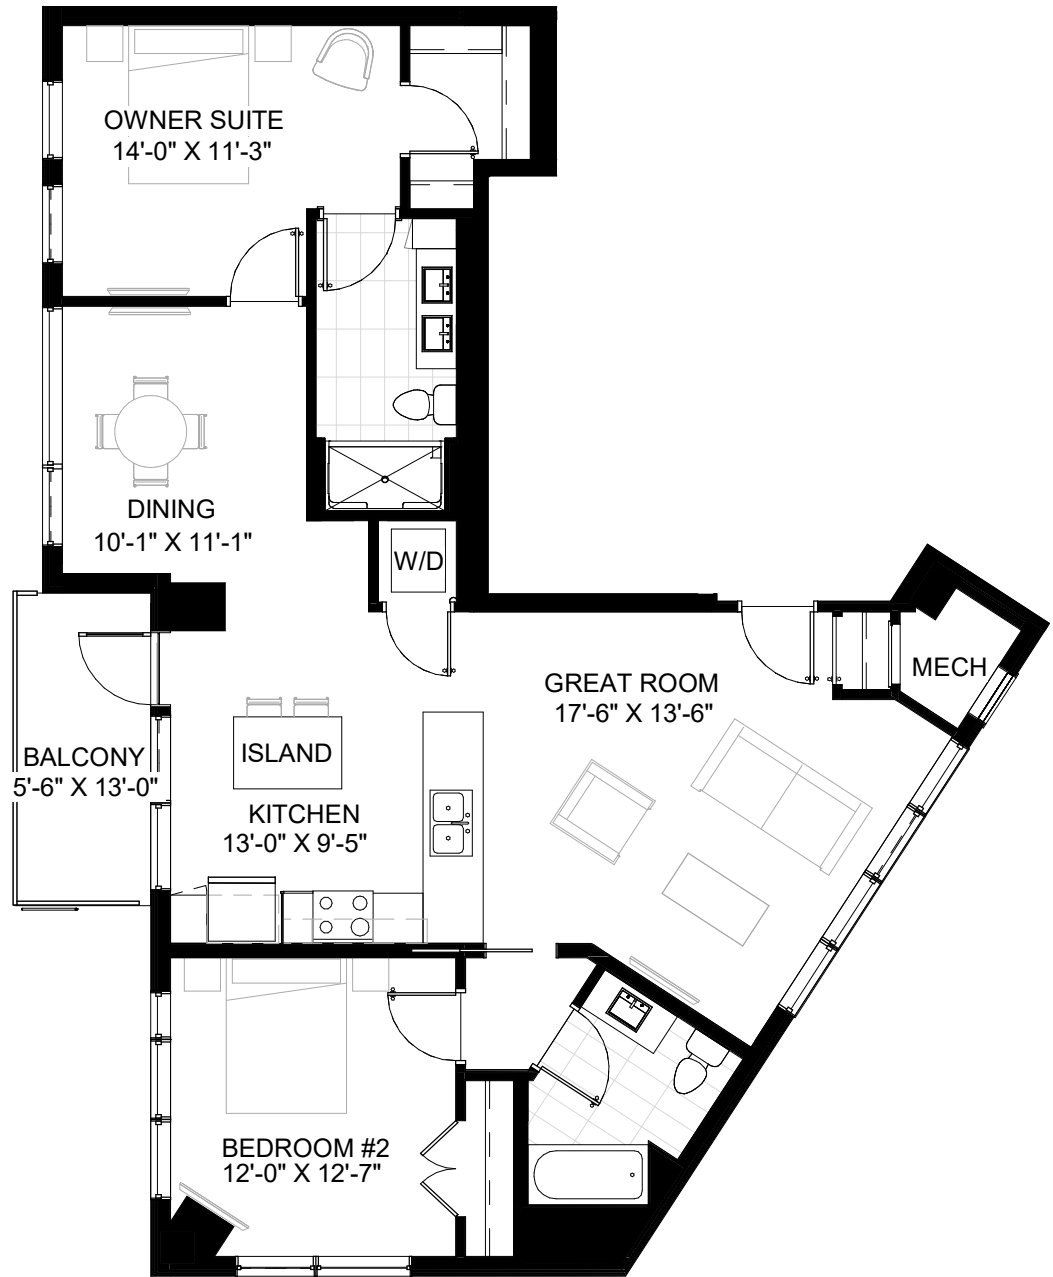 OWNER SUITE
14'-0" X 11'-3"
DINING
10'-1" X 11'-1"
W/D
MECH
GREAT ROOM
17'-6" X 13'-6"
ISLAND
BALCONY
5'-6" X 13'-0"
KITCHEN
13'-0" X 9'-5"
BEDROOM #2
12'-0" X 12'-7"